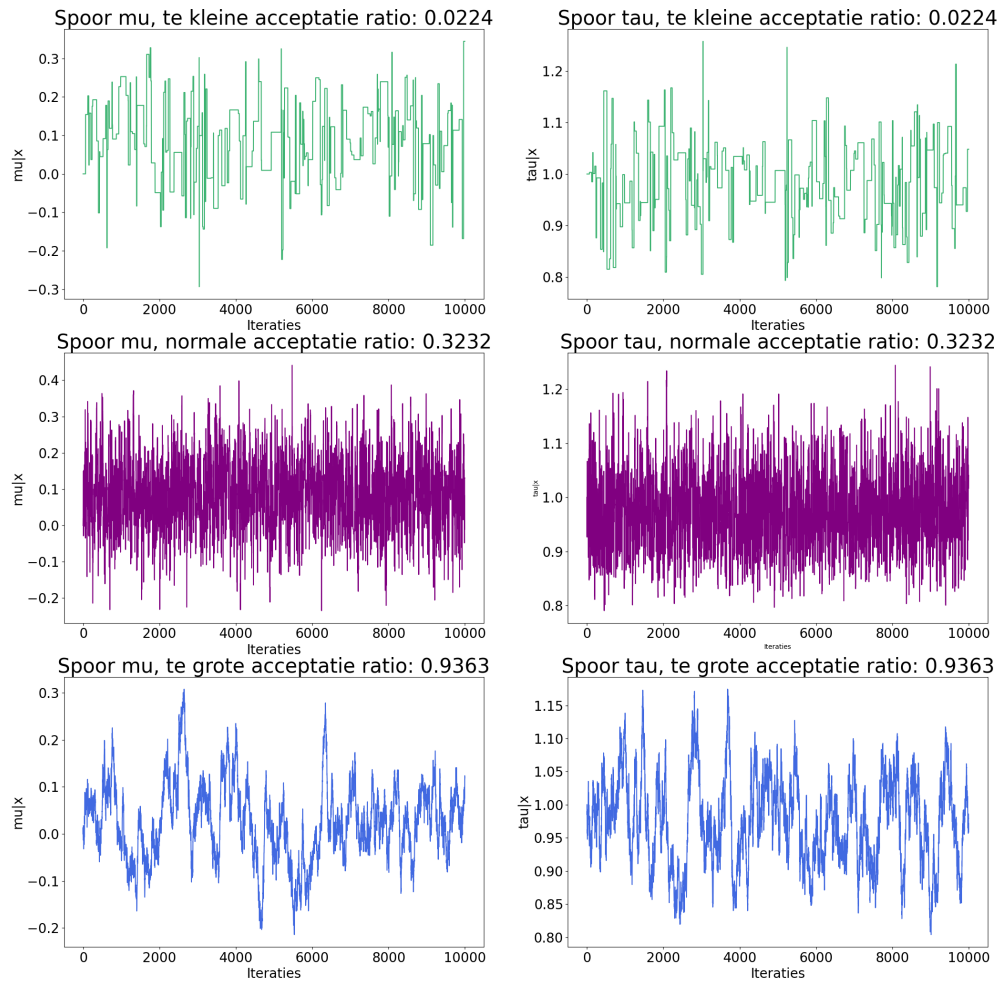 Spoor mu, te kleine acceptatie ratio: 0.0224
0.3
0.2
0.1
0.0
−0.1
−0.2
−0.3
mu|x
0 2000 4000 6000 8000 10000
Iteraties
Spoor tau, te kleine acceptatie ratio: 0.0224
1.2
1.1
1.0
0.9
0.8
tau|x
0 2000 4000 6000 8000 10000
Iteraties
Spoor mu, normale acceptatie ratio: 0.3232
0.4
0.3
0.2
0.1
0.0
−0.1
−0.2
mu|x
0 2000 4000 6000 8000 10000
Iteraties
Spoor tau, normale acceptatie ratio: 0.3232
1.2
1.1
1.0
0.9
0.8
tau|x
0 2000 4000 6000 8000 10000
Iteraties
Spoor mu, te grote acceptatie ratio: 0.9363
0.3
0.2
0.1
0.0
−0.1
−0.2
mu|x
0 2000 4000 6000 8000 10000
Iteraties
Spoor tau, te grote acceptatie ratio: 0.9363
1.15
1.10
1.05
1.00
0.95
0.90
0.85
0.80
tau|x
0 2000 4000 6000 8000 10000
Iteraties